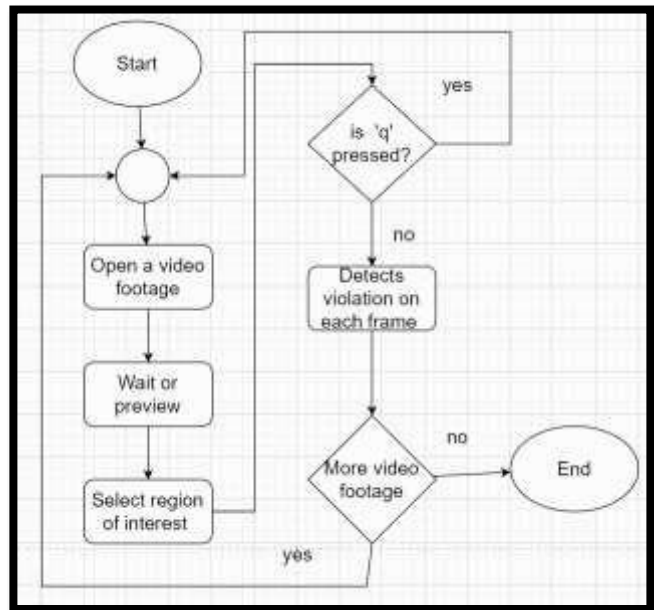 Start
Open a video
footage
Wait or
preview
Select region
of interest
is 'q'
pressed?
yes
no
Detects
violation on
each frame
More video
footage
no
End
yes